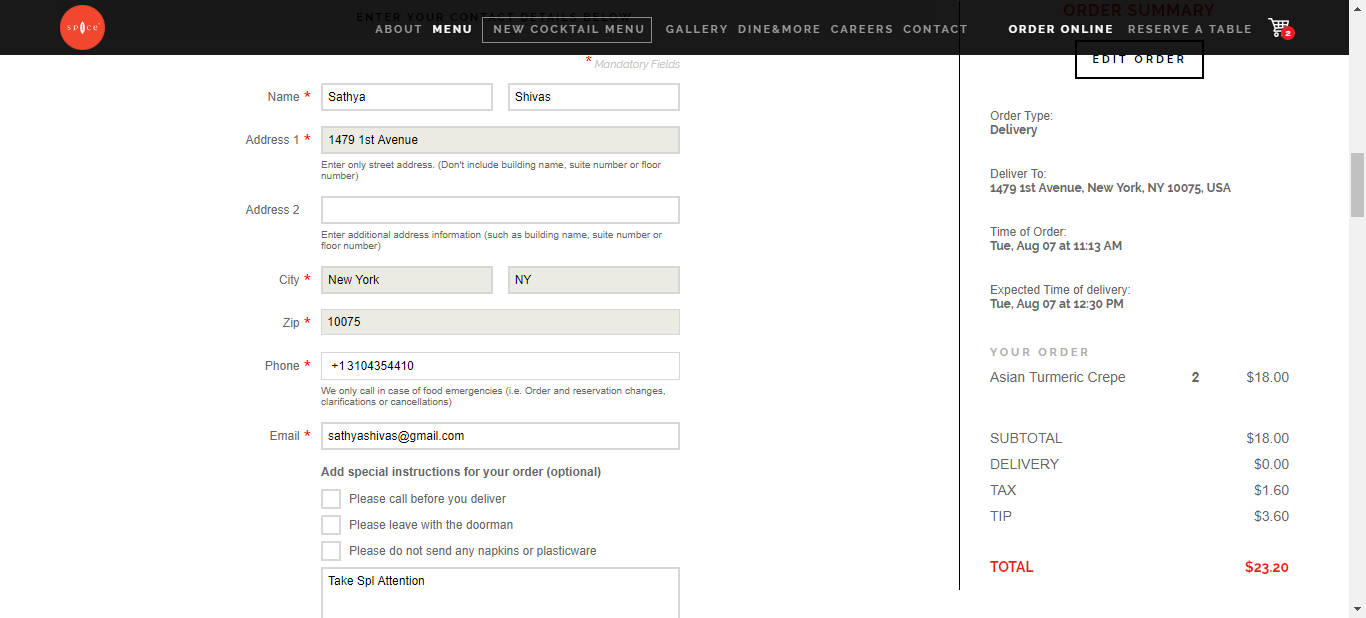 ENTER YOUR CONTACT DETAILS BELOW
ORDER SUMMARY
spice
ABOUT MENU NEW COCKTAIL MENU GALLERY DINE&MORE CAREERS CONTACT ORDER ONLINE RESERVE A TABLE 2
EDIT ORDER
* Mandatory Fields
Name * Sathya Shivas
Address 1 * 1479 1st Avenue
Enter only street address. (Don't include building name, suite number or floor
number)
Address 2
Enter additional address information (such as building name, suite number or
floor number)
City * New York NY
Zip * 10075
Phone * +1 3104354410
We only call in case of food emergencies (i.e. Order and reservation changes,
clarifications or cancellations)
Email * sathyashivas@gmail.com
Add special instructions for your order (optional)
Please call before you deliver
Please leave with the doorman
Please do not send any napkins or plasticware
Take Spl Attention
Order Type:
Delivery
Deliver To:
1479 1st Avenue, New York, NY 10075, USA
Time of Order:
Tue, Aug 07 at 11:13 AM
Expected Time of delivery:
Tue, Aug 07 at 12:30 PM
YOUR ORDER
Asian Turmeric Crepe 2 $18.00
SUBTOTAL $18.00
DELIVERY $0.00
TAX $1.60
TIP $3.60
TOTAL $23.20